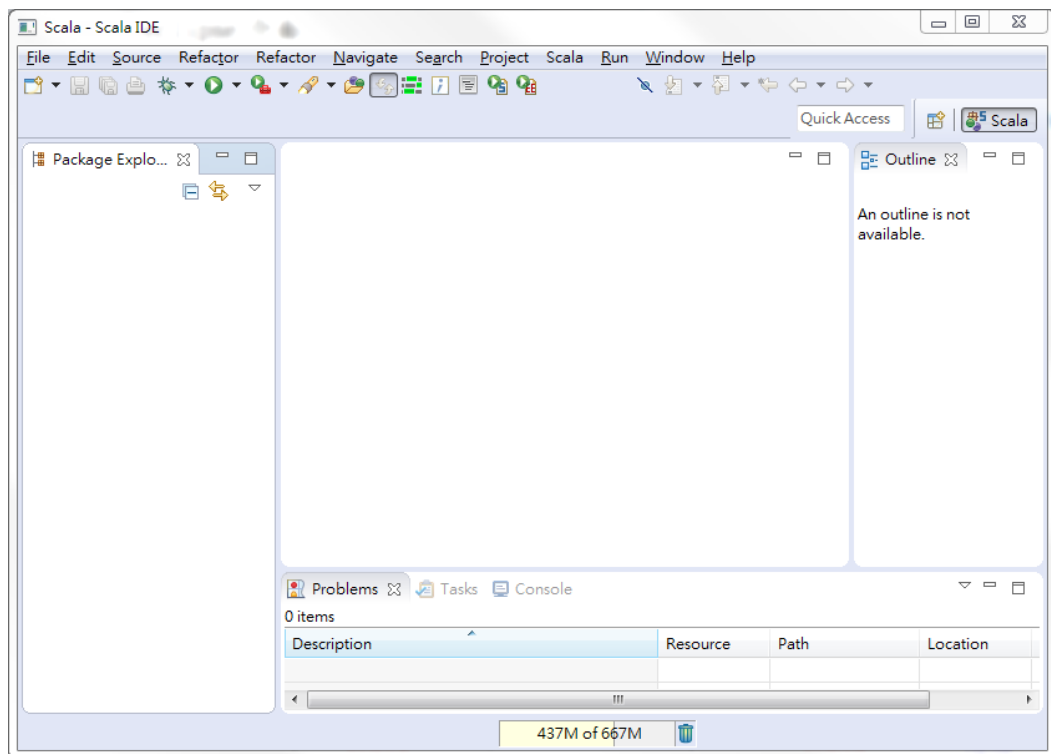 Scala - Scala IDE
File Edit Source Refactor Refactor Navigate Search Project Scala Run Window Help
Quick Access Scala
Package Explo...
Outline
An outline is not
available.
Problems Tasks Console
0 items
Description Resource Path Location
437M of 667M